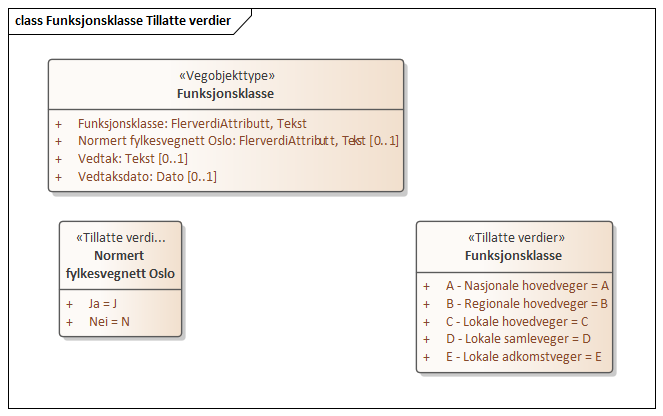 class Funksjonsklasse Tillatte verdier
«Vegobjekttype»
Funksjonsklasse
+ Funksjonsklasse: FlerverdiAttributt, Tekst
+ Normert fylkesvegnett Oslo: FlerverdiAttributt, Tekst [0..1]
+ Vedtak: Tekst [0..1]
+ Vedtaksdato: Dato [0..1]
«Tillatte verdi...
Normert
fylkesvegnett Oslo
+ Ja = J
+ Nei = N
«Tillatte verdier»
Funksjonsklasse
+ A - Nasjonale hovedveger = A
+ B - Regionale hovedveger = B
+ C - Lokale hovedveger = C
+ D - Lokale samleveger = D
+ E - Lokale adkomstveger = E